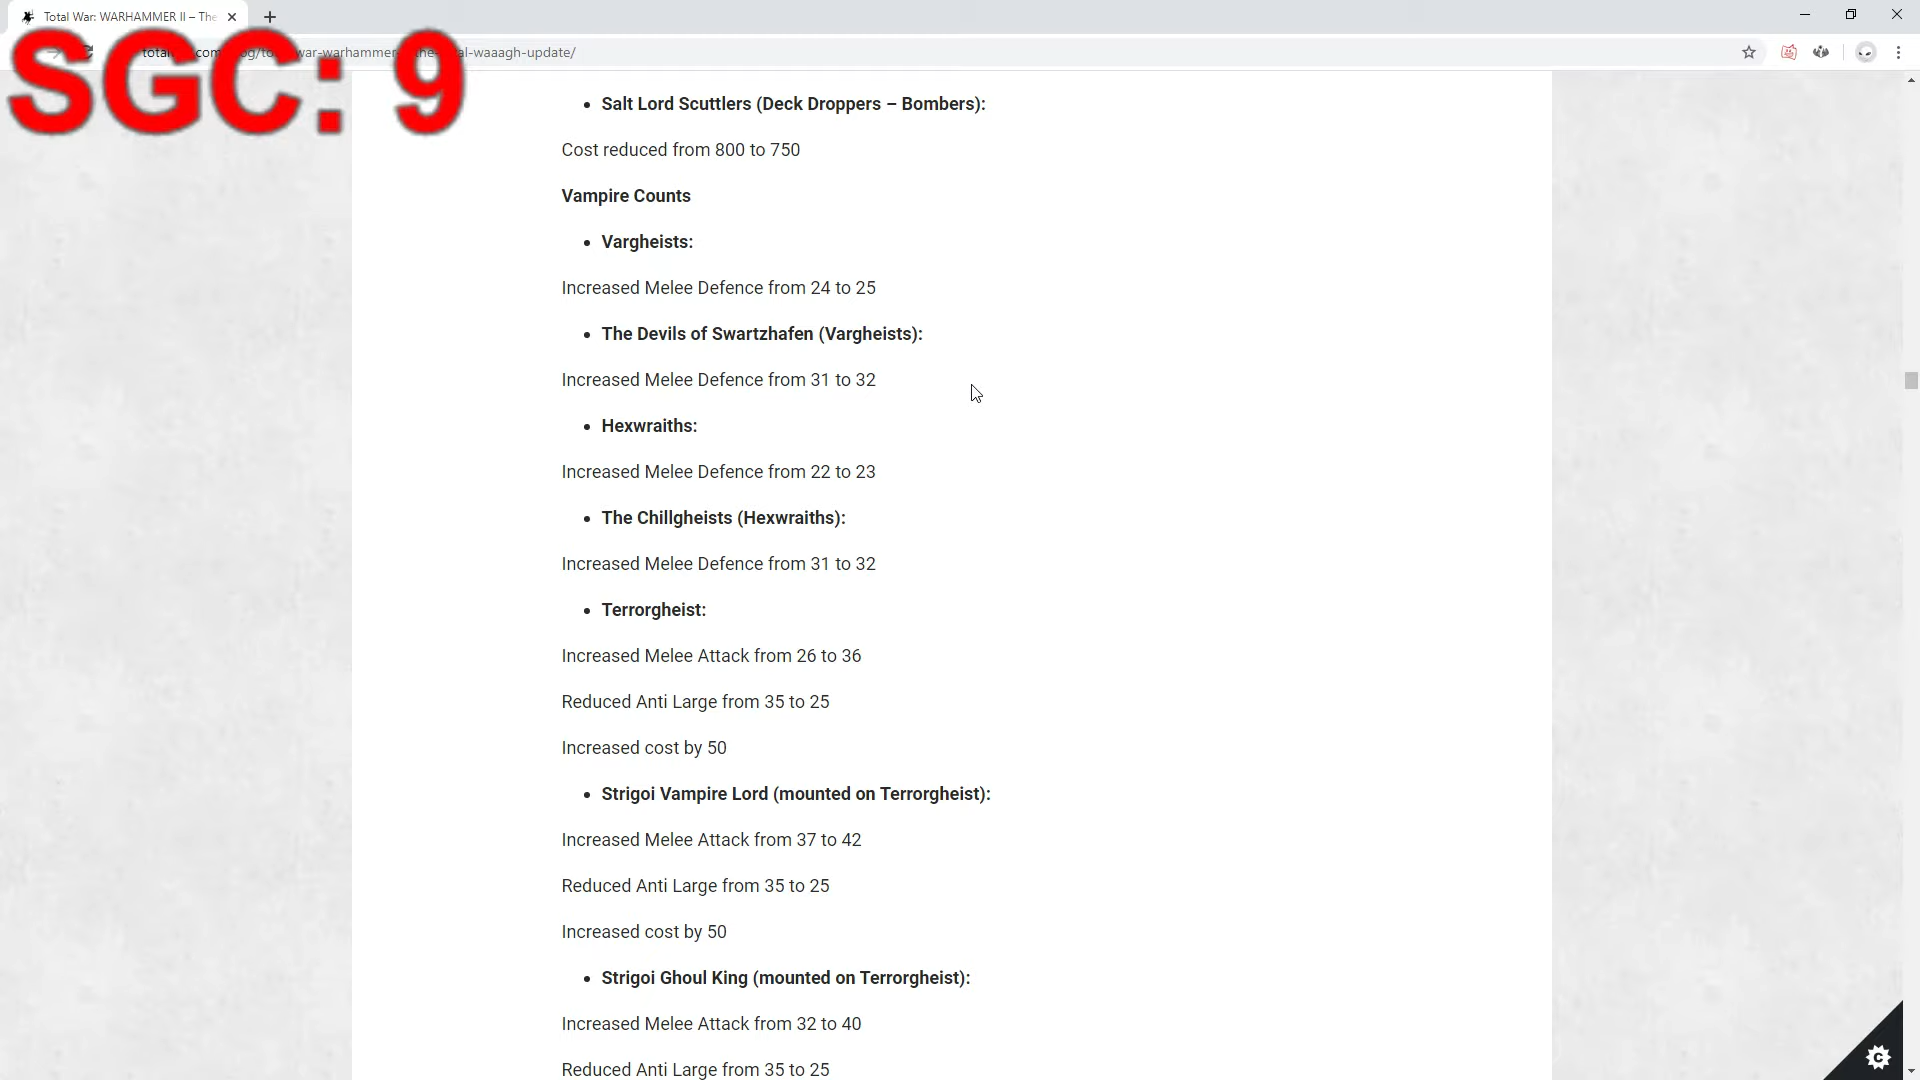 Total War: WARHAMMER II – The
SGC: 9
war-warhammer
al-waaagh-update/
Salt Lord Scuttlers (Deck Droppers – Bombers):
Cost reduced from 800 to 750
Vampire Counts
Vargheists:
Increased Melee Defence from 24 to 25
The Devils of Swartzhafen (Vargheists):
Increased Melee Defence from 31 to 32
Hexwraiths:
Increased Melee Defence from 22 to 23
The Chillgheists (Hexwraiths):
Increased Melee Defence from 31 to 32
Terrorgheist:
Increased Melee Attack from 26 to 36
Reduced Anti Large from 35 to 25
Increased cost by 50
Strigoi Vampire Lord (mounted on Terrorgheist):
Increased Melee Attack from 37 to 42
Reduced Anti Large from 35 to 25
Increased cost by 50
Strigoi Ghoul King (mounted on Terrorgheist):
Increased Melee Attack from 32 to 40
Reduced Anti Large from 35 to 25